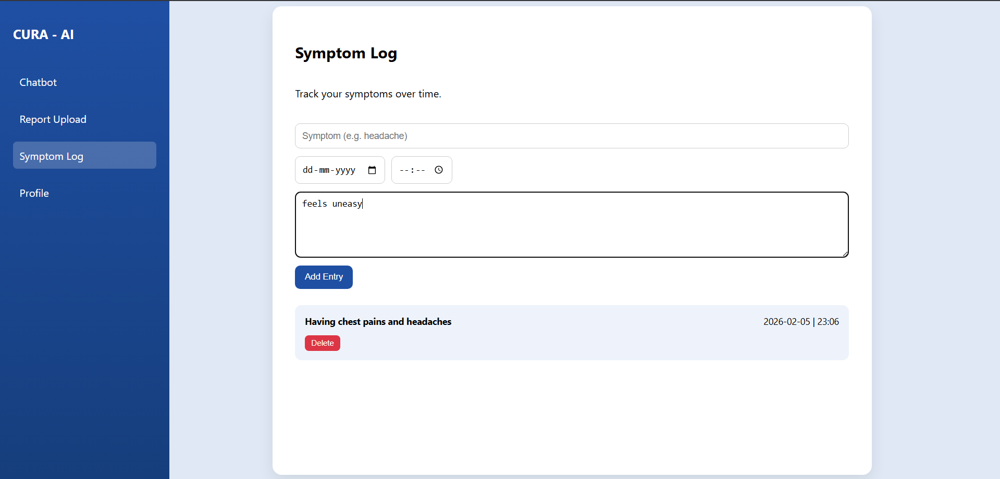 CURA - AI
Chatbot
Report Upload
Symptom Log
Profile
Symptom Log
Track your symptoms over time.
Symptom (e.g. headache)
dd-mm-yyyy --:--
feels uneasy
Add Entry
Having chest pains and headaches 2026-02-05 | 23:06
Delete